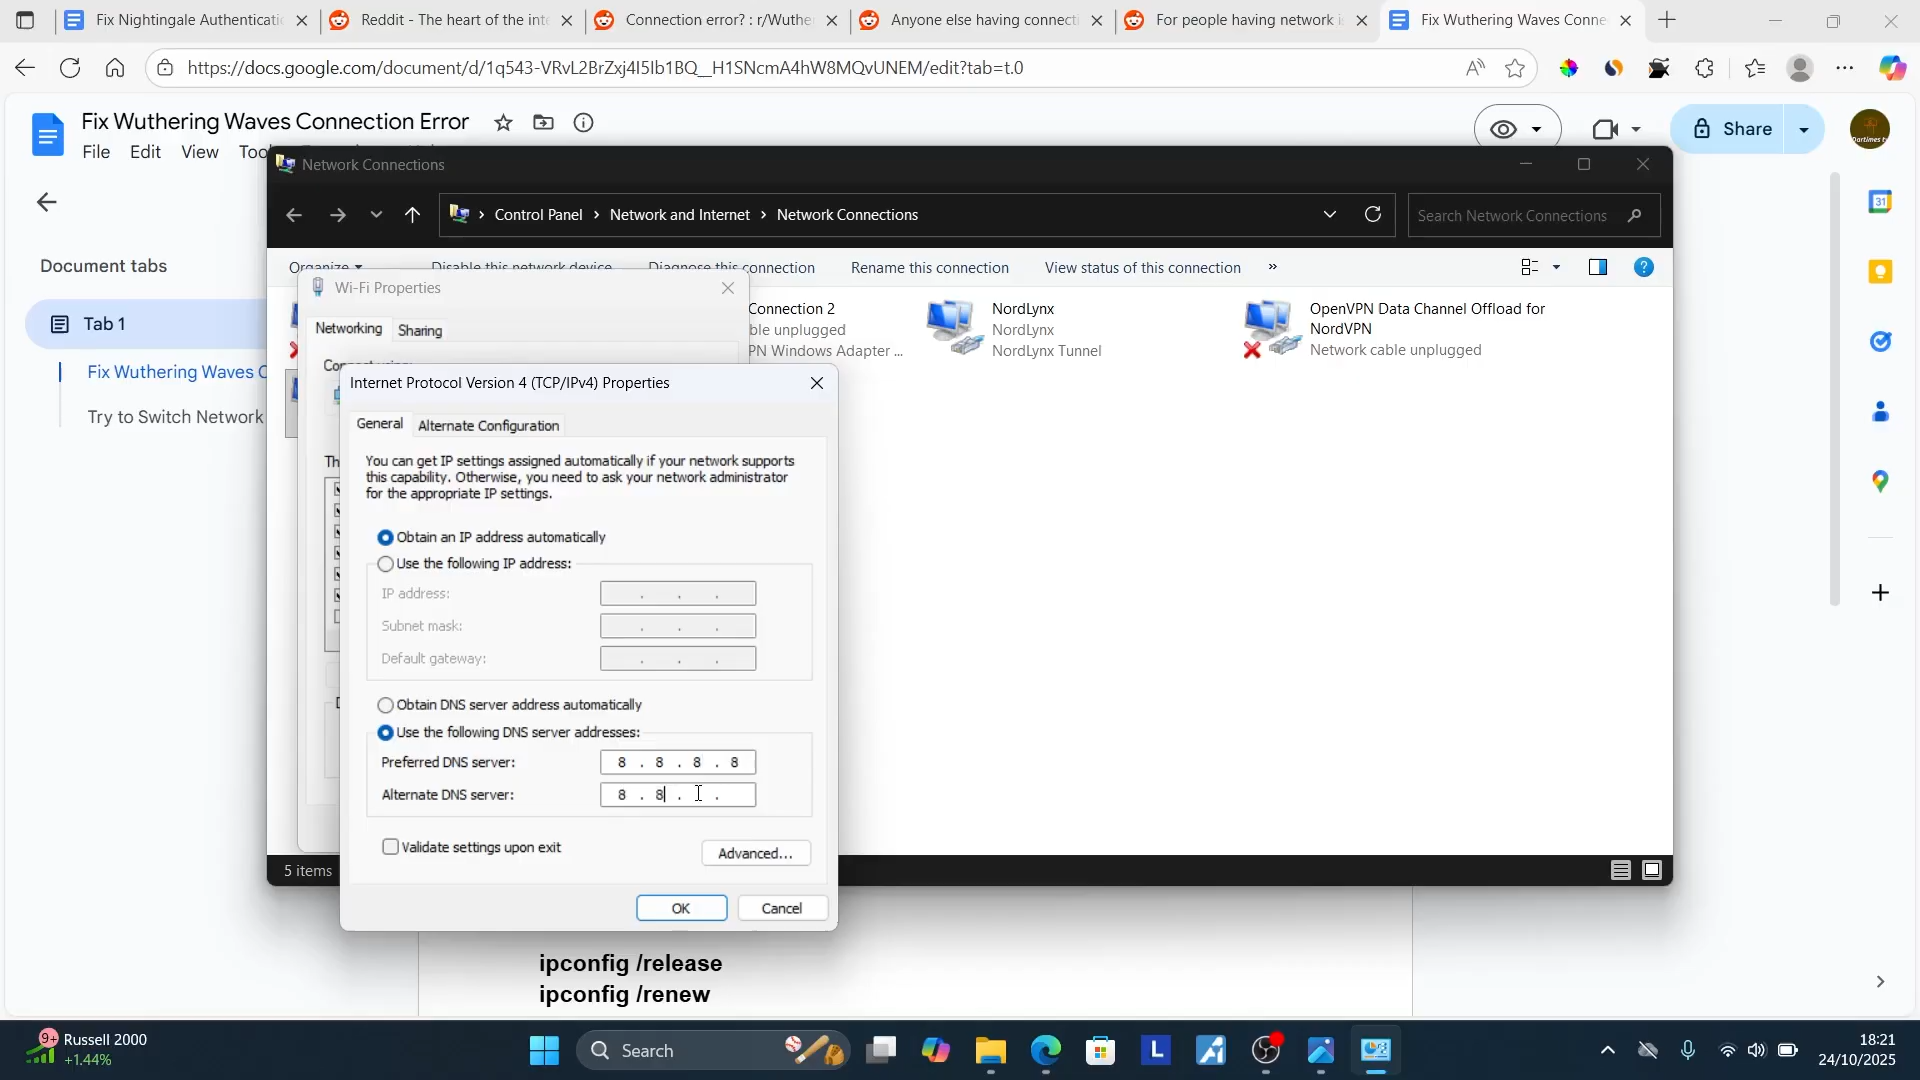 Fix Nightingale Authenticati
Reddit - The heart of the inte
Connection error? : r/Wuthe
Anyone else having connecti
For people having network i
Fix Wuthering Waves Conne
https://docs.google.com/document/d/1q543-VRvL2BrZxj4I5Ib1BQ__H1SNcmA4hW8MQvUNEM/edit?tab=t.0
Fix Wuthering Waves Connection Error
File Edit View Tool
Share
Network Connections
Control Panel > Network and Internet > Network Connections
Search Network Connections
Document tabs
Organize Disable this network device Diagnose this connection Rename this connection View status of this connection »
Wi-Fi Properties
Tab 1
Networking Sharing
Connection 2
ble unplugged
PN Windows Adapter ...
NordLynx
NordLynx
NordLynx Tunnel
OpenVPN Data Channel Offload for
NordVPN
Network cable unplugged
Fix Wuthering Waves C
Try to Switch Network
Internet Protocol Version 4 (TCP/IPv4) Properties
General Alternate Configuration
You can get IP settings assigned automatically if your network supports
this capability. Otherwise, you need to ask your network administrator
for the appropriate IP settings.
Obtain an IP address automatically
Use the following IP address:
IP address: . . .
Subnet mask: . . .
Default gateway: . . .
Obtain DNS server address automatically
Use the following DNS server addresses:
Preferred DNS server: 8 . 8 . 8 . 8
Alternate DNS server: 8 . 8 . .
Validate settings upon exit
Advanced...
5 items
OK Cancel
ipconfig /release
ipconfig /renew
9+
Russell 2000
+1.44%
Search
18:21
24/10/2025